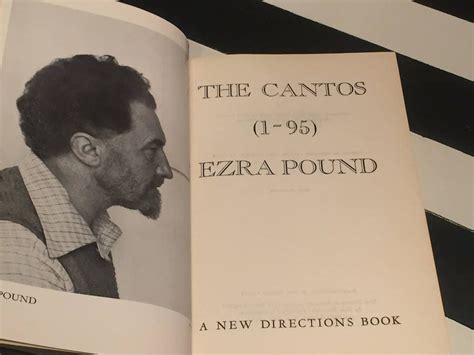 POUND
THE CANTOS
(1-95)
EZRA POUND
A NEW DIRECTIONS BOOK